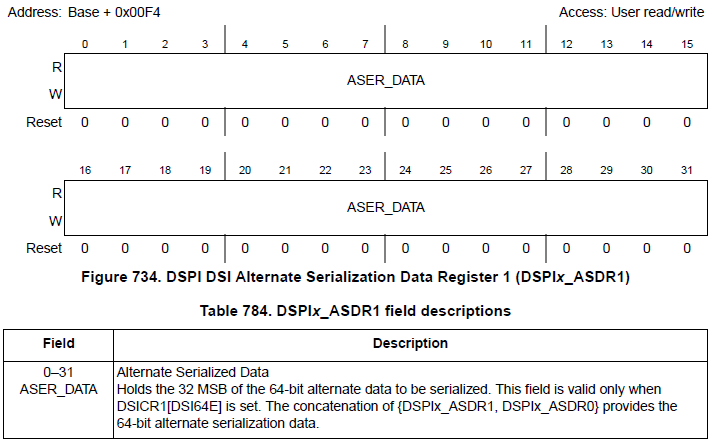 Address: Base + 0x00F4 Access: User read/write
0 1 2 3 4 5 6 7 8 9 10 11 12 13 14 15
R
ASER_DATA
W
Reset 0 0 0 0 0 0 0 0 0 0 0 0 0 0 0 0
16 17 18 19 20 21 22 23 24 25 26 27 28 29 30 31
R
ASER_DATA
W
Reset 0 0 0 0 0 0 0 0 0 0 0 0 0 0 0 0
Figure 734. DSPI DSI Alternate Serialization Data Register 1 (DSPIx_ASDR1)
Table 784. DSPIx_ASDR1 field descriptions
Field Description
0–31 Alternate Serialized Data
ASER_DATA Holds the 32 MSB of the 64-bit alternate data to be serialized. This field is valid only when
DSICR1[DSI64E] is set. The concatenation of {DSPIx_ASDR1, DSPIx_ASDR0} provides the
64-bit alternate serialization data.